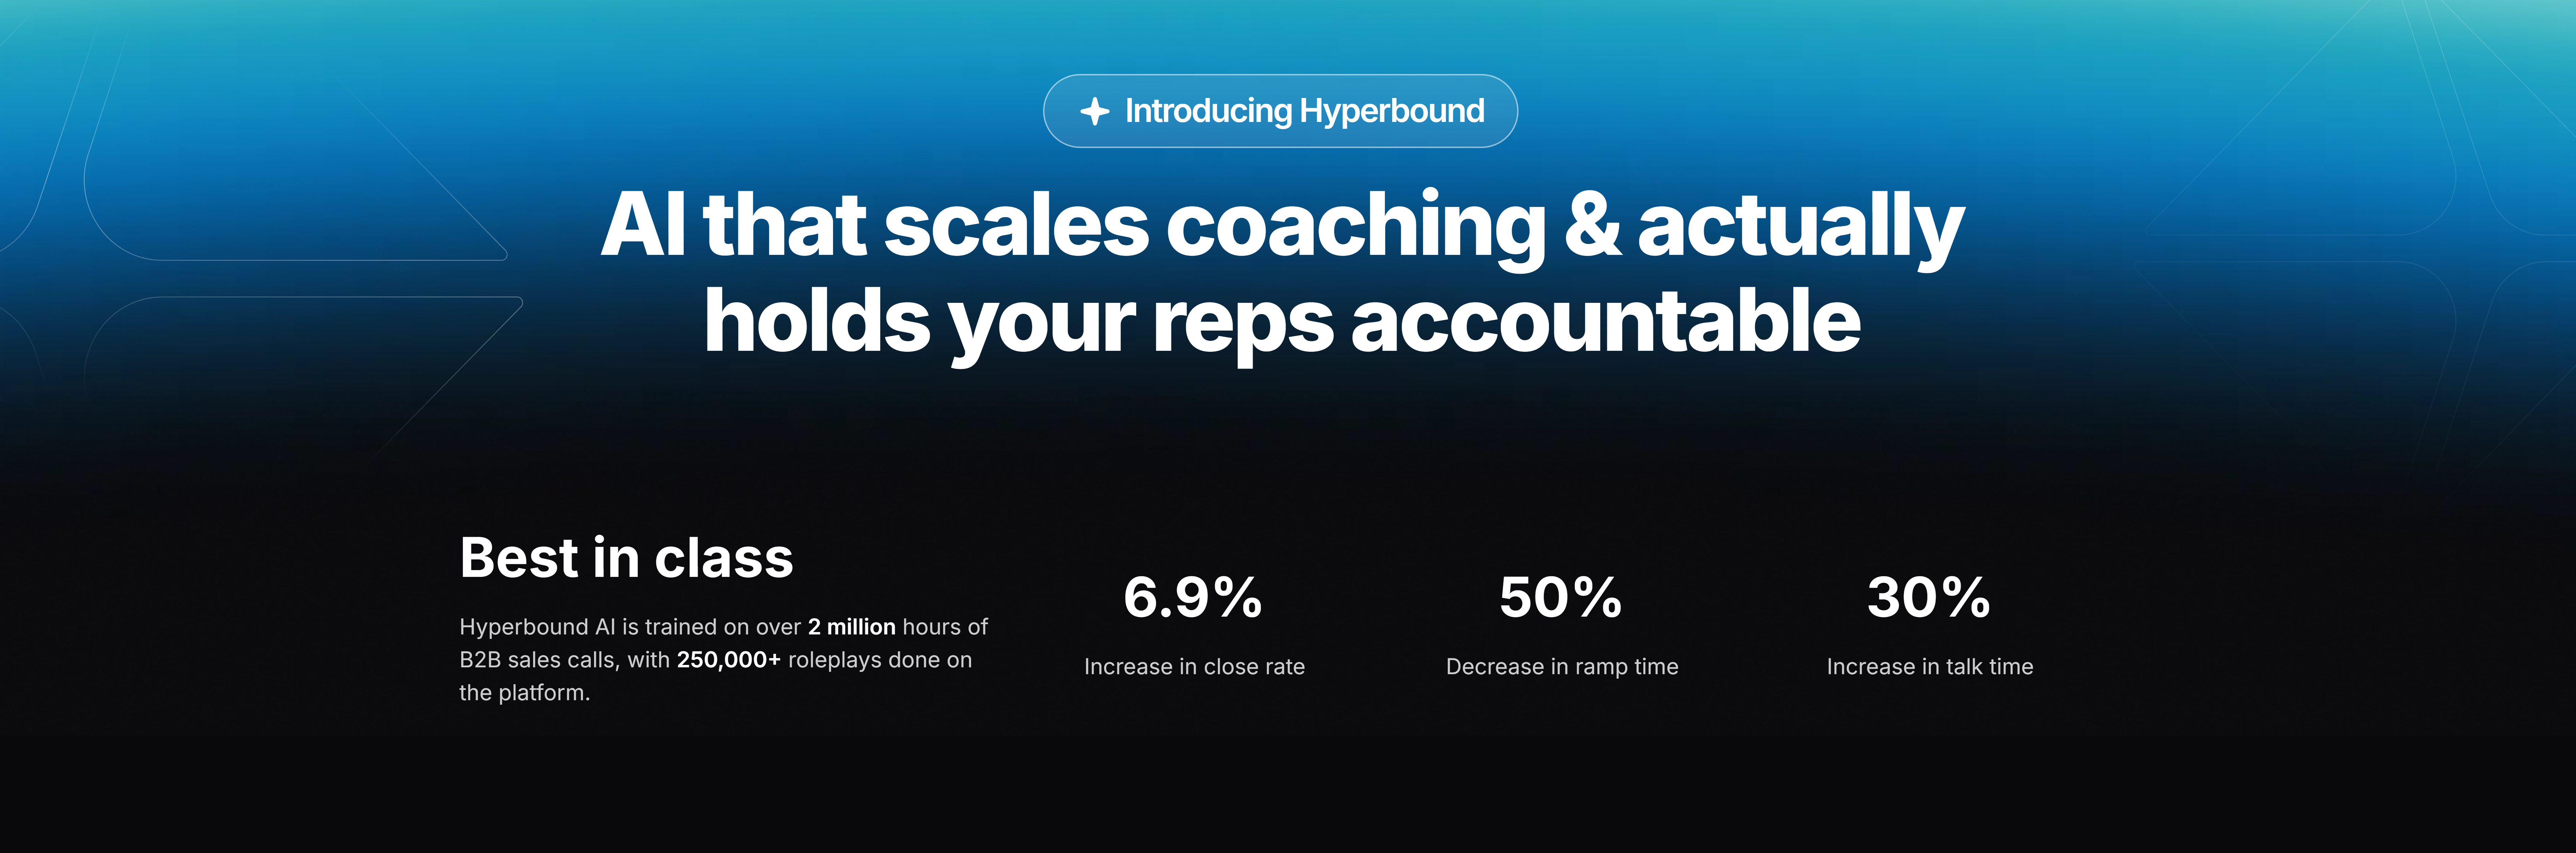 Introducing Hyperbound
AI that scales coaching & actually
holds your reps accountable
Best in class
Hyperbound AI is trained on over 2 million hours of
B2B sales calls, with 250,000+ roleplays done on
the platform.
6.9%
Increase in close rate
50%
Decrease in ramp time
30%
Increase in talk time